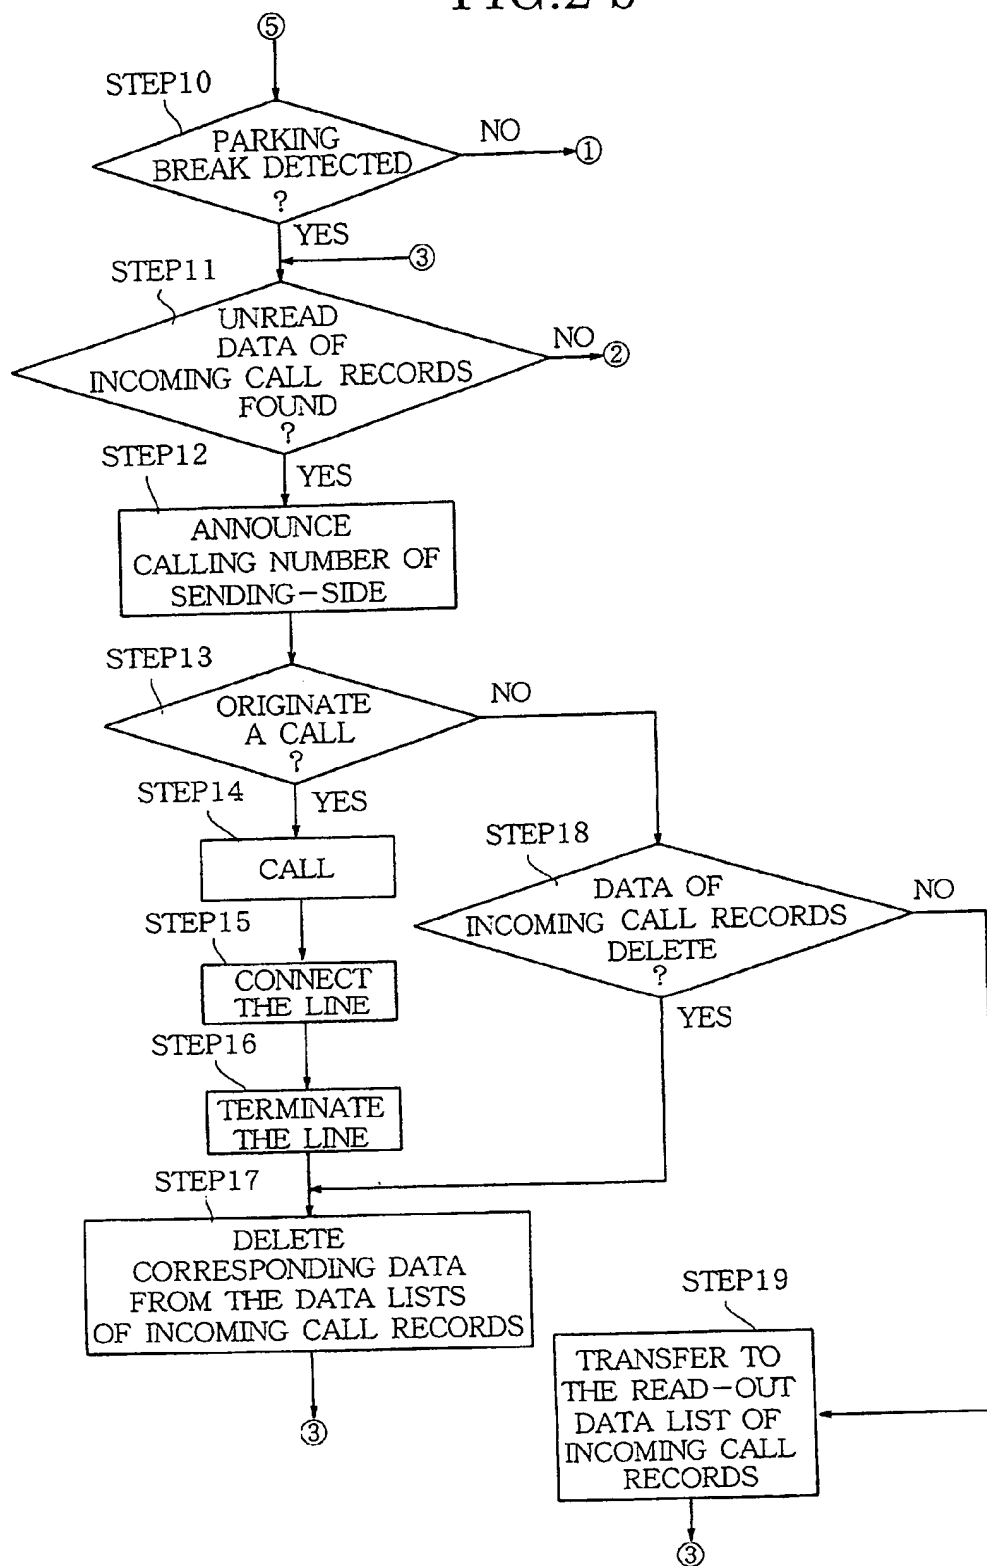 FIG.2 b
⑤
STEP10
PARKING
BREAK DETECTED
?
NO
①
YES
③
STEP11
UNREAD
DATA OF
INCOMING CALL RECORDS
FOUND
?
NO
②
STEP12
YES
ANNOUNCE
CALLING NUMBER OF
SENDING-SIDE
STEP13
ORIGINATE
A CALL
?
NO
STEP14
YES
CALL
STEP18
DATA OF
INCOMING CALL RECORDS
DELETE
?
NO
YES
STEP15
CONNECT
THE LINE
STEP16
TERMINATE
THE LINE
STEP17
DELETE
CORRESPONDING DATA
FROM THE DATA LISTS
OF INCOMING CALL RECORDS
③
STEP19
TRANSFER TO
THE READ-OUT
DATA LIST OF
INCOMING CALL
RECORDS
③